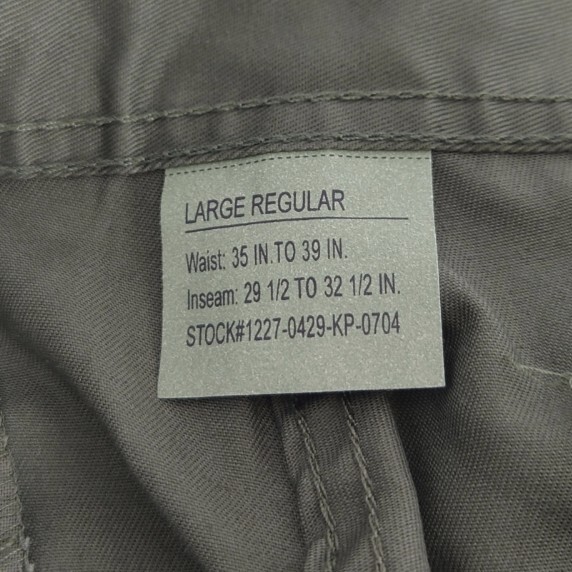 LARGE REGULAR
Waist: 35 IN.TO 39 IN.
Inseam: 29 1/2 TO 32 1/2 IN.
STOCK#1227-0429-KP-0704